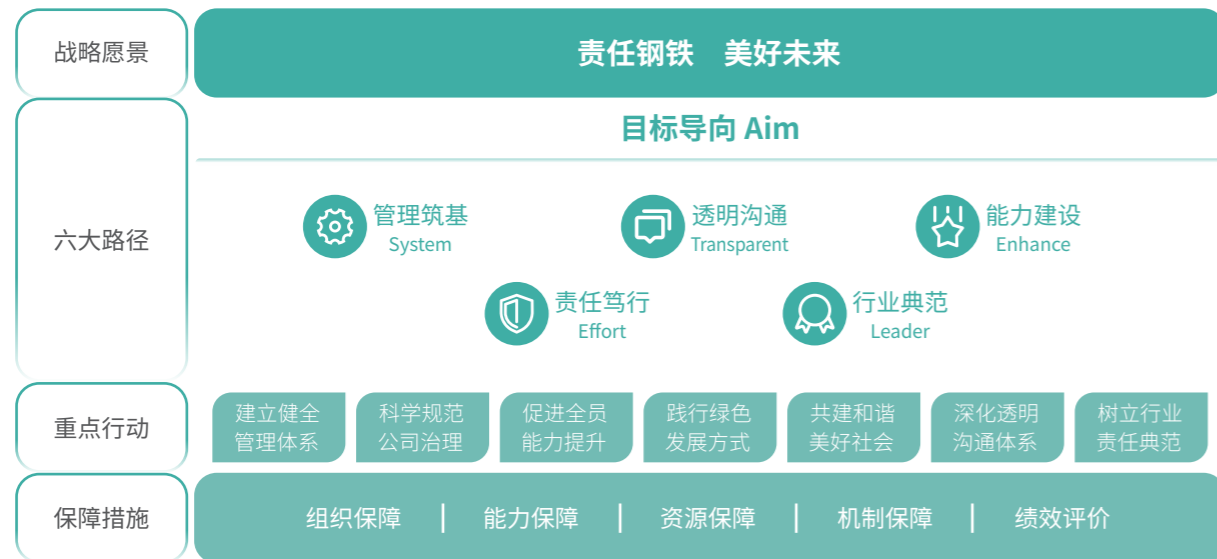 战略愿景
责任钢铁 美好未来
六大路径
目标导向 Aim
管理筑基
System
透明沟通
Transparent
能力建设
Enhance
责任笃行
Effort
行业典范
Leader
重点行动
建立健全
管理体系
科学规范
公司治理
促进全员
能力提升
践行绿色
发展方式
共建和谐
美好社会
深化透明
沟通体系
树立行业
责任典范
保障措施
组织保障 | 能力保障 | 资源保障 | 机制保障 | 绩效评价